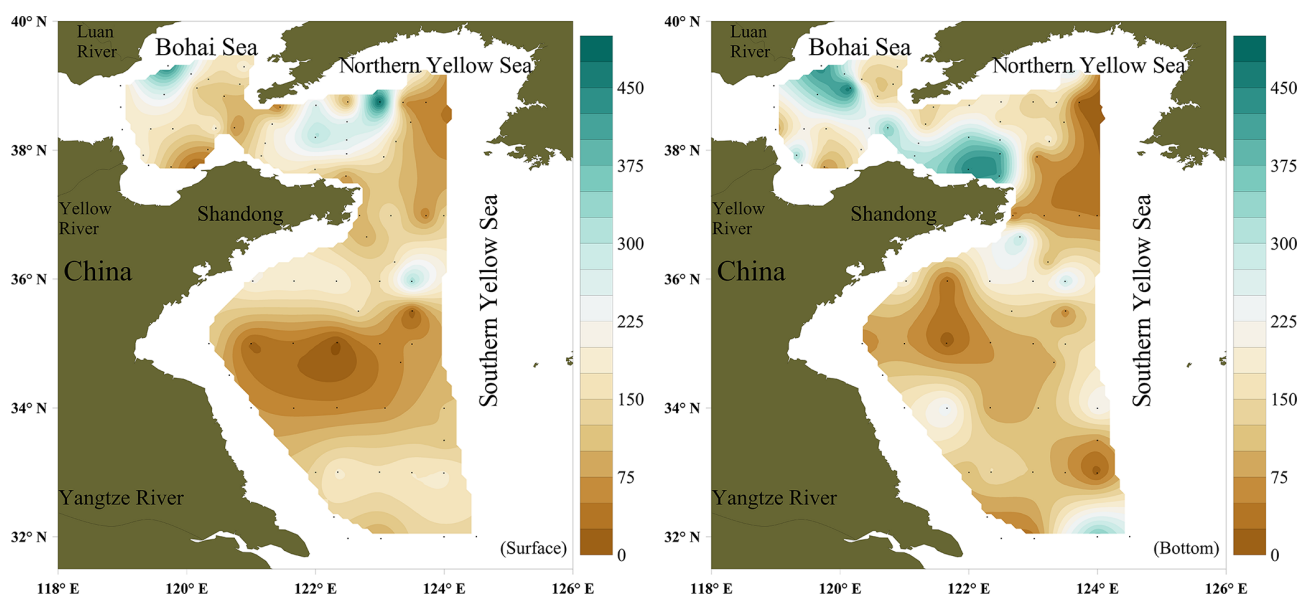 40° N
38° N
36° N
34° N
32° N
118° E
120° E
122° E
124° E
126° E
Luan
River
Bohai Sea
Northern Yellow Sea
Yellow
River
Shandong
China
Southern Yellow Sea
Yangtze River
(Surface)
450
375
300
225
150
75
0
40° N
38° N
36° N
34° N
32° N
118° E
120° E
122° E
124° E
126° E
Luan
River
Bohai Sea
Northern Yellow Sea
Yellow
River
Shandong
China
Southern Yellow Sea
Yangtze River
(Bottom)
450
375
300
225
150
75
0